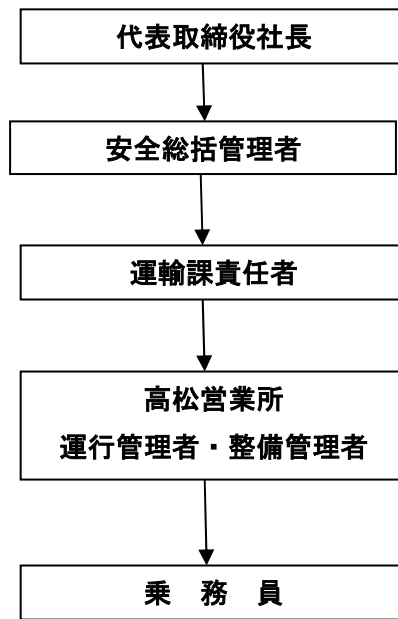 代表取締役社長
安全総括管理者
運輸課責任者
高松営業所
運行管理者・整備管理者
乗　務　員